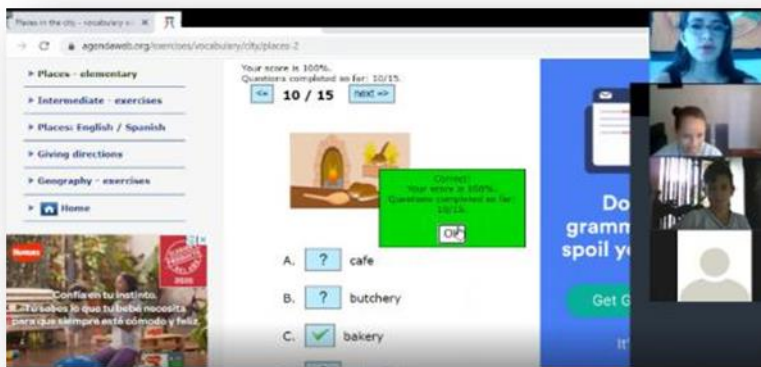 Places in the city - vocabulary
agendaweb.org/exercises/vocabulary/city/places-2
Places - elementary
Intermediate - exercises
Places: English / Spanish
Giving directions
Geography - exercises
Home
Your score is 100%.
Questions completed so far: 10/15.
<= 10 / 15 next =>
Correct!
Your score is 100%.
Questions completed so far:
10/15.
OK
A. ? cafe
B. ? butchery
C. bakery
Huggies
2020
Confía en tu instinto.
Tú sabes lo que tu bebé necesita
para que siempre esté cómodo y feliz.
Do
gramm
spoil yo
Get G
It'